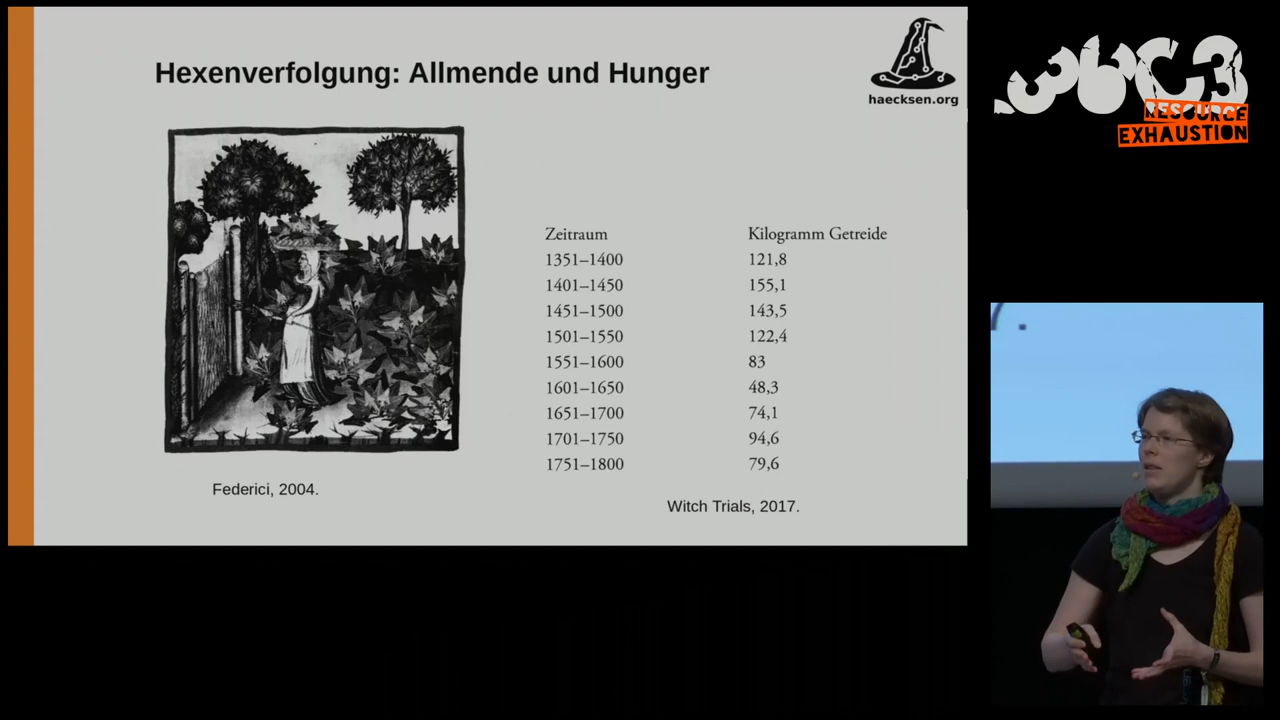 Hexenverfolgung: Allmende und Hunger
haecksen.org
36C3
RESOURCE
EXHAUSTION
Zeitraum Kilogramm Getreide
1351–1400 121,8
1401–1450 155,1
1451–1500 143,5
1501–1550 122,4
1551–1600 83
1601–1650 48,3
1651–1700 74,1
1701–1750 94,6
1751–1800 79,6
Federici, 2004.
Witch Trials, 2017.